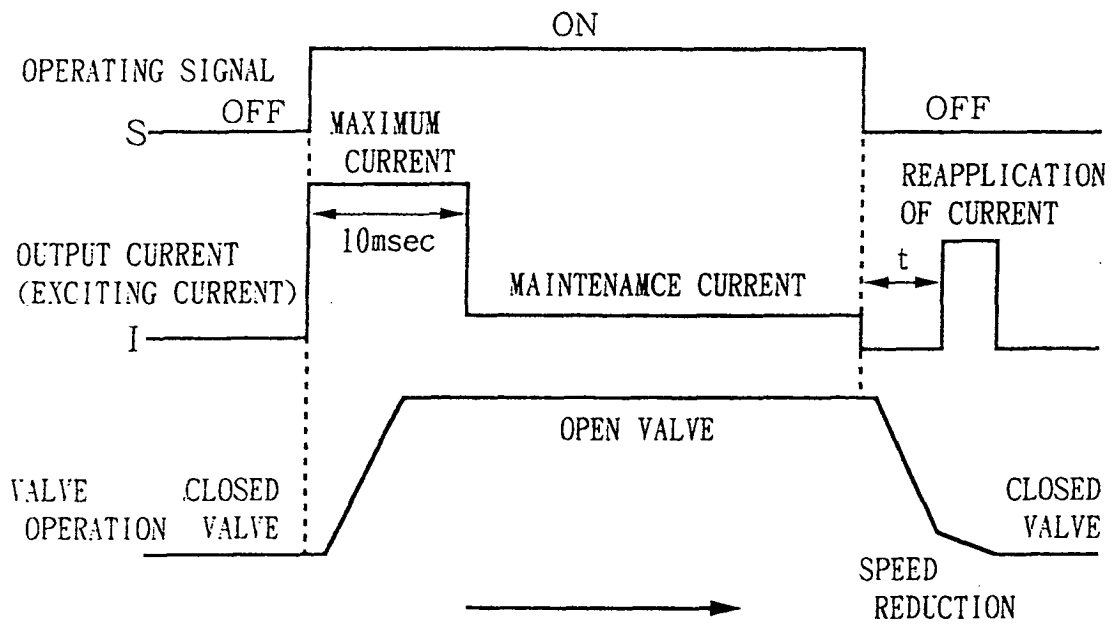 ON
OPERATING SIGNAL
S OFF
OFF
MAXIMUM
CURRENT
REAPPLICATION
OF CURRENT
10msec
t
OUTPUT CURRENT
(EXCITING CURRENT)
MAINTENAMCE CURRENT
I
OPEN VALVE
VALVE
OPERATION
CLOSED
VALVE
CLOSED
VALVE
SPEED
REDUCTION